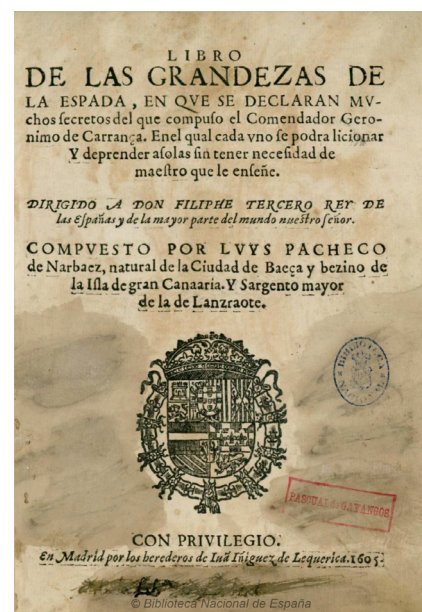 LIBRO
DE LAS GRANDEZAS DE
LA ESPADA, EN QVE SE DECLARAN MV-
chos secretos del que compuso el Comendador Gero-
nimo de Carrança. Enel qual cada vno se podra licionar
Y deprender asolas sin tener necesidad de
maestro que le enseñe.
DIRIGIDO A DON FILIPHE TERCERO REY DE
las Españas y de la mayor parte del mundo nuestro señor.
COMPVESTO POR LVYS PACHECO
de Narbaez, natural de la Ciudad de Baeça y bezino de
la Isla de gran Canaaria. Y Sargento mayor
de la de Lanzraote.
BIBLIOTECA
PASCUAL de GAYANGOS
CON PRIVILEGIO.
En Madrid por los herederos de Iuã Iñiguez de Lequerica. 1605.
© Biblioteca Nacional de España